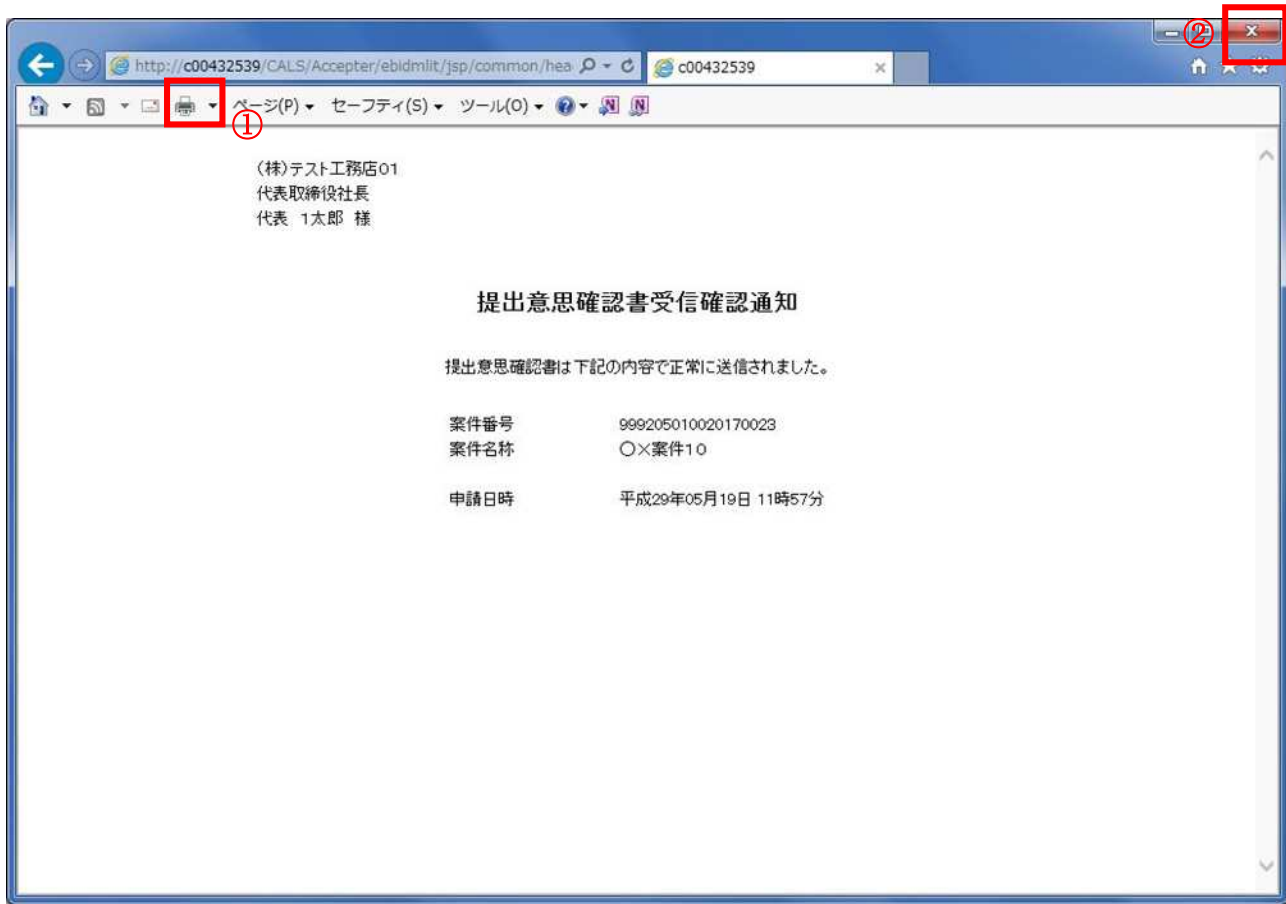 ②
http://c00432539/CALS/Accepter/ebidmlit/jsp/common/hea
c00432539
ページ(P) セーフティ(S) ツール(O)
①
（株）テスト工務店01
代表取締役社長
代表 1太郎 様
提出意思確認書受信確認通知
提出意思確認書は下記の内容で正常に送信されました。
案件番号 999205010020170023
案件名称 ○×案件10
申請日時 平成29年05月19日 11時57分